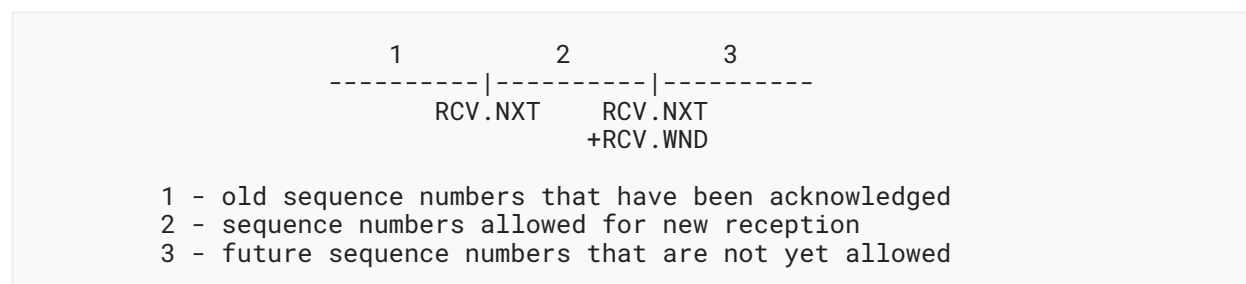 1 2 3
----------|----------|----------
RCV.NXT RCV.NXT
+RCV.WND
1 - old sequence numbers that have been acknowledged
2 - sequence numbers allowed for new reception
3 - future sequence numbers that are not yet allowed